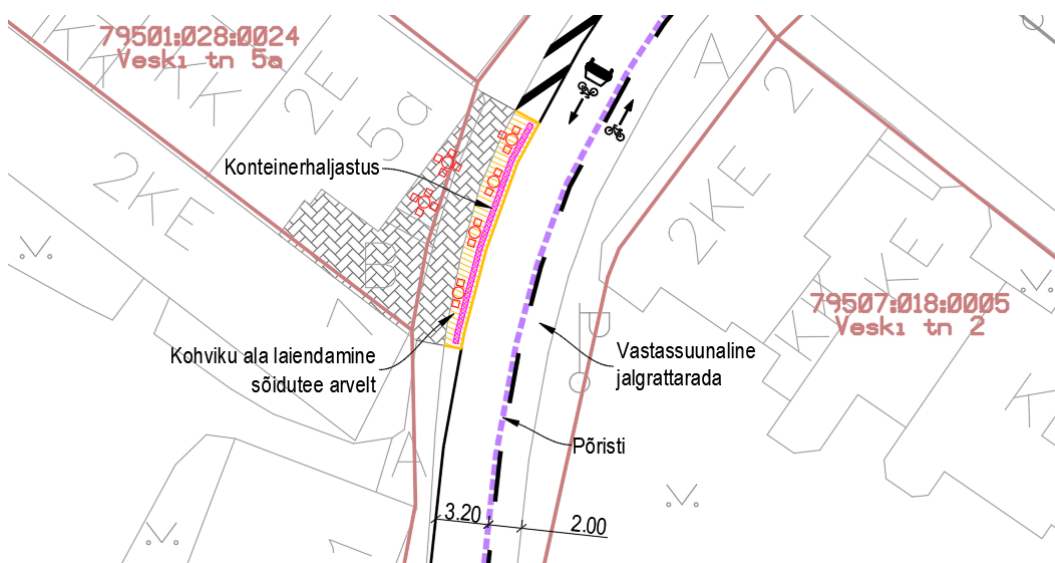 79501:028:0024
Veski tn 5a
2E
5a
A
2
Konteinerhaljastus
2KE
2KE
B
79507:018:0005
Veski tn 2
Kohviku ala laiendamine
sõidutee arvelt
Vastassuunaline
jalgrattarada
Põristi
A
3.20
2.00